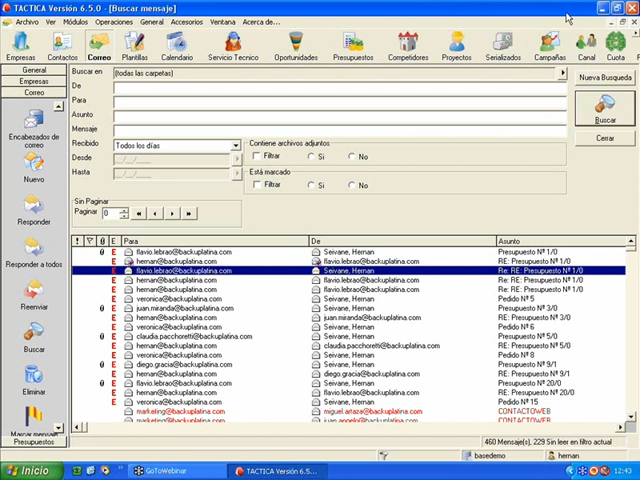 TACTICA Versión 6.5.0 - [Buscar mensaje]
Archivo Ver Módulos Operaciones General Accesorios Ventana Acerca de...
Empresas Contactos Correo Plantillas Calendario Servicio Tecnico Oportunidades Presupuestos Competidores Proyectos Serializados Campañas Canal Cuota
General
Empresas
Correo
Encabezados de correo
Nuevo
Responder
Responder a todos
Reenviar
Buscar
Eliminar
Marcar mensaje
Presupuestos
Buscar en (todas las carpetas)
De
Para
Asunto
Mensaje
Recibido Todos los días
Desde __/__/____
Hasta __/__/____
Contiene archivos adjuntos
Filtrar Si No
Está marcado
Filtrar Si No
Nueva Busqueda
Buscar
Cerrar
Sin Paginar
Paginar 0
! Para De Asunto
E flavio.lebrao@backuplatina.com Seivane, Hernan Presupuesto Nº 1/0
E hernan@backuplatina.com flavio.lebrao@backuplatina.com RE: Presupuesto Nº 1/0
E flavio.lebrao@backuplatina.com Seivane, Hernan Re: RE: Presupuesto Nº 1/0
E hernan@backuplatina.com flavio.lebrao@backuplatina.com RE: RE: Presupuesto Nº 1/0
E veronica@backuplatina.com Seivane, Hernan Pedido Nº 5
E juan.miranda@backuplatina.com Seivane, Hernan Presupuesto Nº 3/0
E hernan@backuplatina.com juan.miranda@backuplatina.com RE: Presupuesto Nº 3/0
E veronica@backuplatina.com Seivane, Hernan Pedido Nº 6
E claudia.pacchoretti@backuplatina.com Seivane, Hernan Presupuesto Nº 5/0
E hernan@backuplatina.com claudia.pacchoretti@backuplatina.com RE: Presupuesto Nº 5/0
E veronica@backuplatina.com Seivane, Hernan Pedido Nº 8
E diego.gracia@backuplatina.com Seivane, Hernan Presupuesto Nº 9/1
E hernan@backuplatina.com diego.gracia@backuplatina.com RE: Presupuesto Nº 9/1
E flavio.lebrao@backuplatina.com Seivane, Hernan Presupuesto Nº 20/0
E hernan@backuplatina.com flavio.lebrao@backuplatina.com RE: Presupuesto Nº 20/0
E veronica@backuplatina.com Seivane, Hernan Pedido Nº 15
marketing@backuplatina.com miguel.artaza@backuplatina.com CONTACTOWEB
460 Mensaje(s), 229 Sin leer en filtro actual
basedemo hernan
Inicio GoToWebinar TACTICA Versión 6.5.0... 12:43